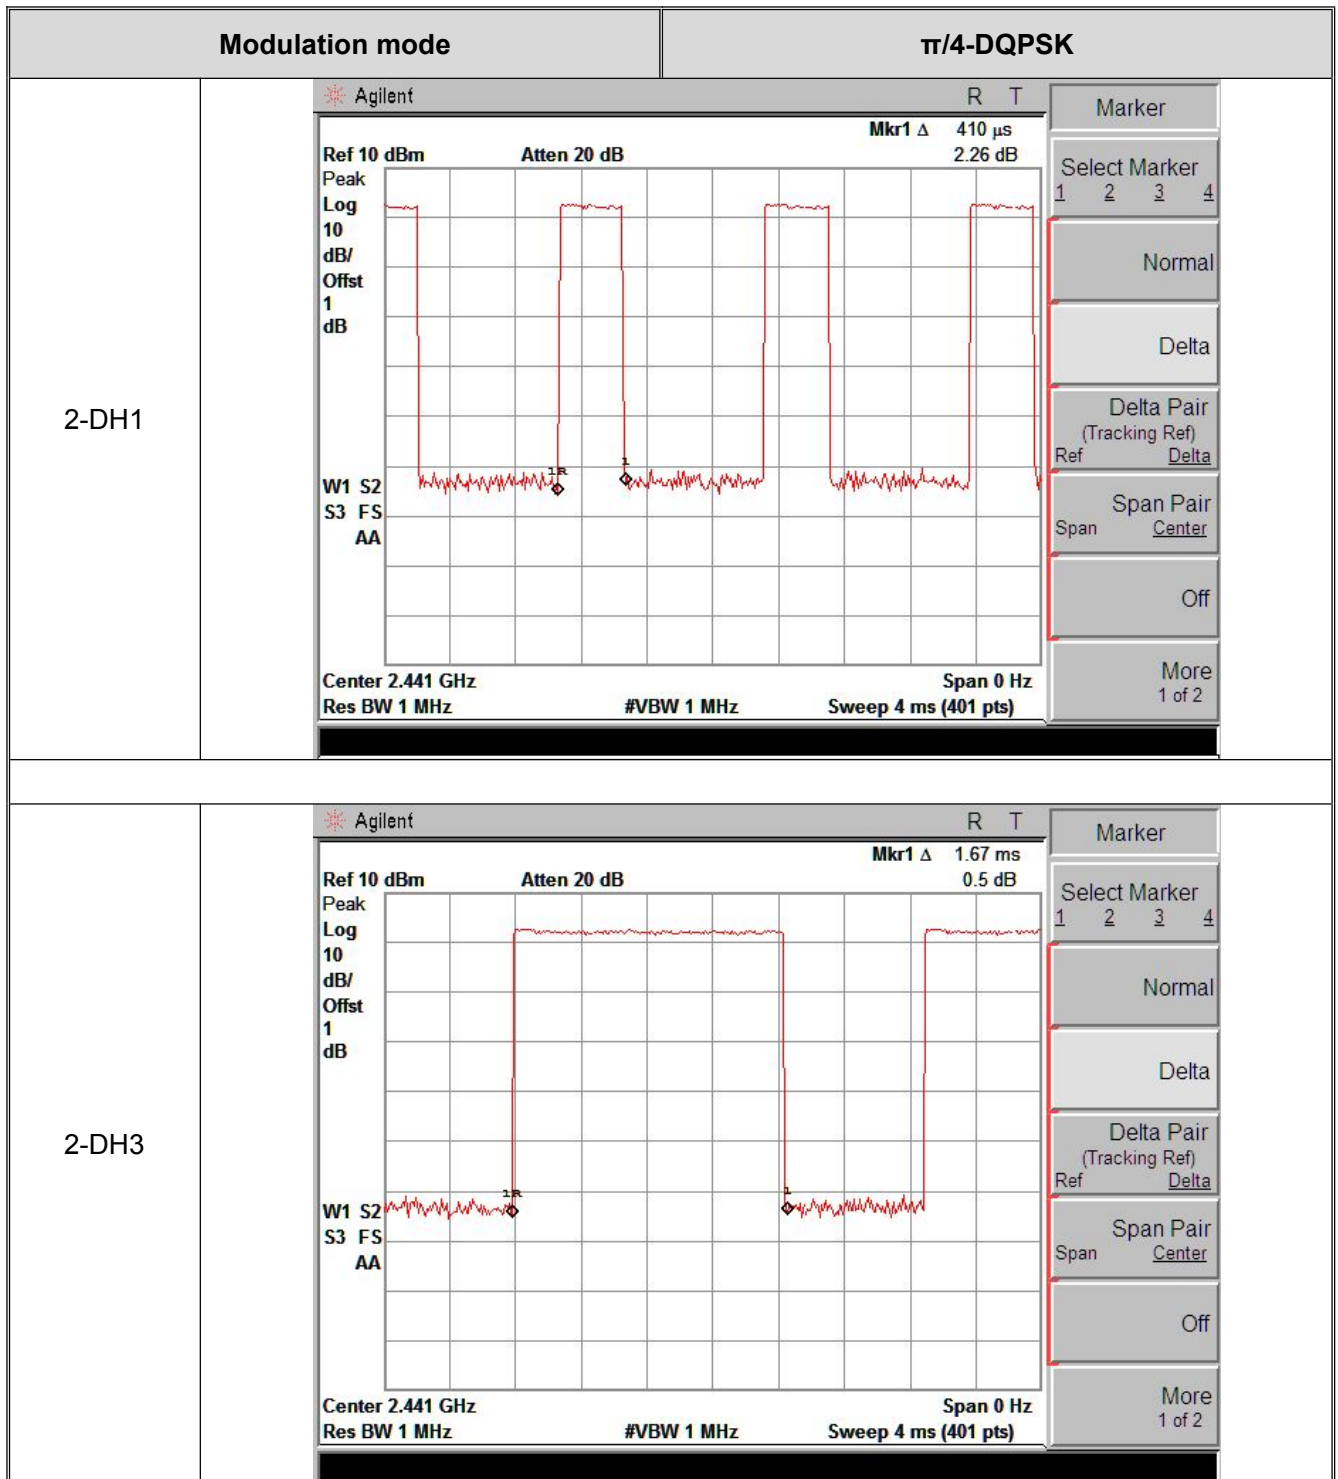 Modulation mode π/4-DQPSK
2-DH1
Agilent R T
Mkr1 Δ 410 μs
Ref 10 dBm Atten 20 dB 2.26 dB
Peak
Log
10
dB/
Offst
1
dB
1R 1
W1 S2
S3 FS
AA
Center 2.441 GHz Span 0 Hz
Res BW 1 MHz #VBW 1 MHz Sweep 4 ms (401 pts)
Marker
Select Marker
1 2 3 4
Normal
Delta
Delta Pair
(Tracking Ref)
Ref Delta
Span Pair
Span Center
Off
More
1 of 2
2-DH3
Agilent R T
Mkr1 Δ 1.67 ms
Ref 10 dBm Atten 20 dB 0.5 dB
Peak
Log
10
dB/
Offst
1
dB
1R 1
W1 S2
S3 FS
AA
Center 2.441 GHz Span 0 Hz
Res BW 1 MHz #VBW 1 MHz Sweep 4 ms (401 pts)
Marker
Select Marker
1 2 3 4
Normal
Delta
Delta Pair
(Tracking Ref)
Ref Delta
Span Pair
Span Center
Off
More
1 of 2